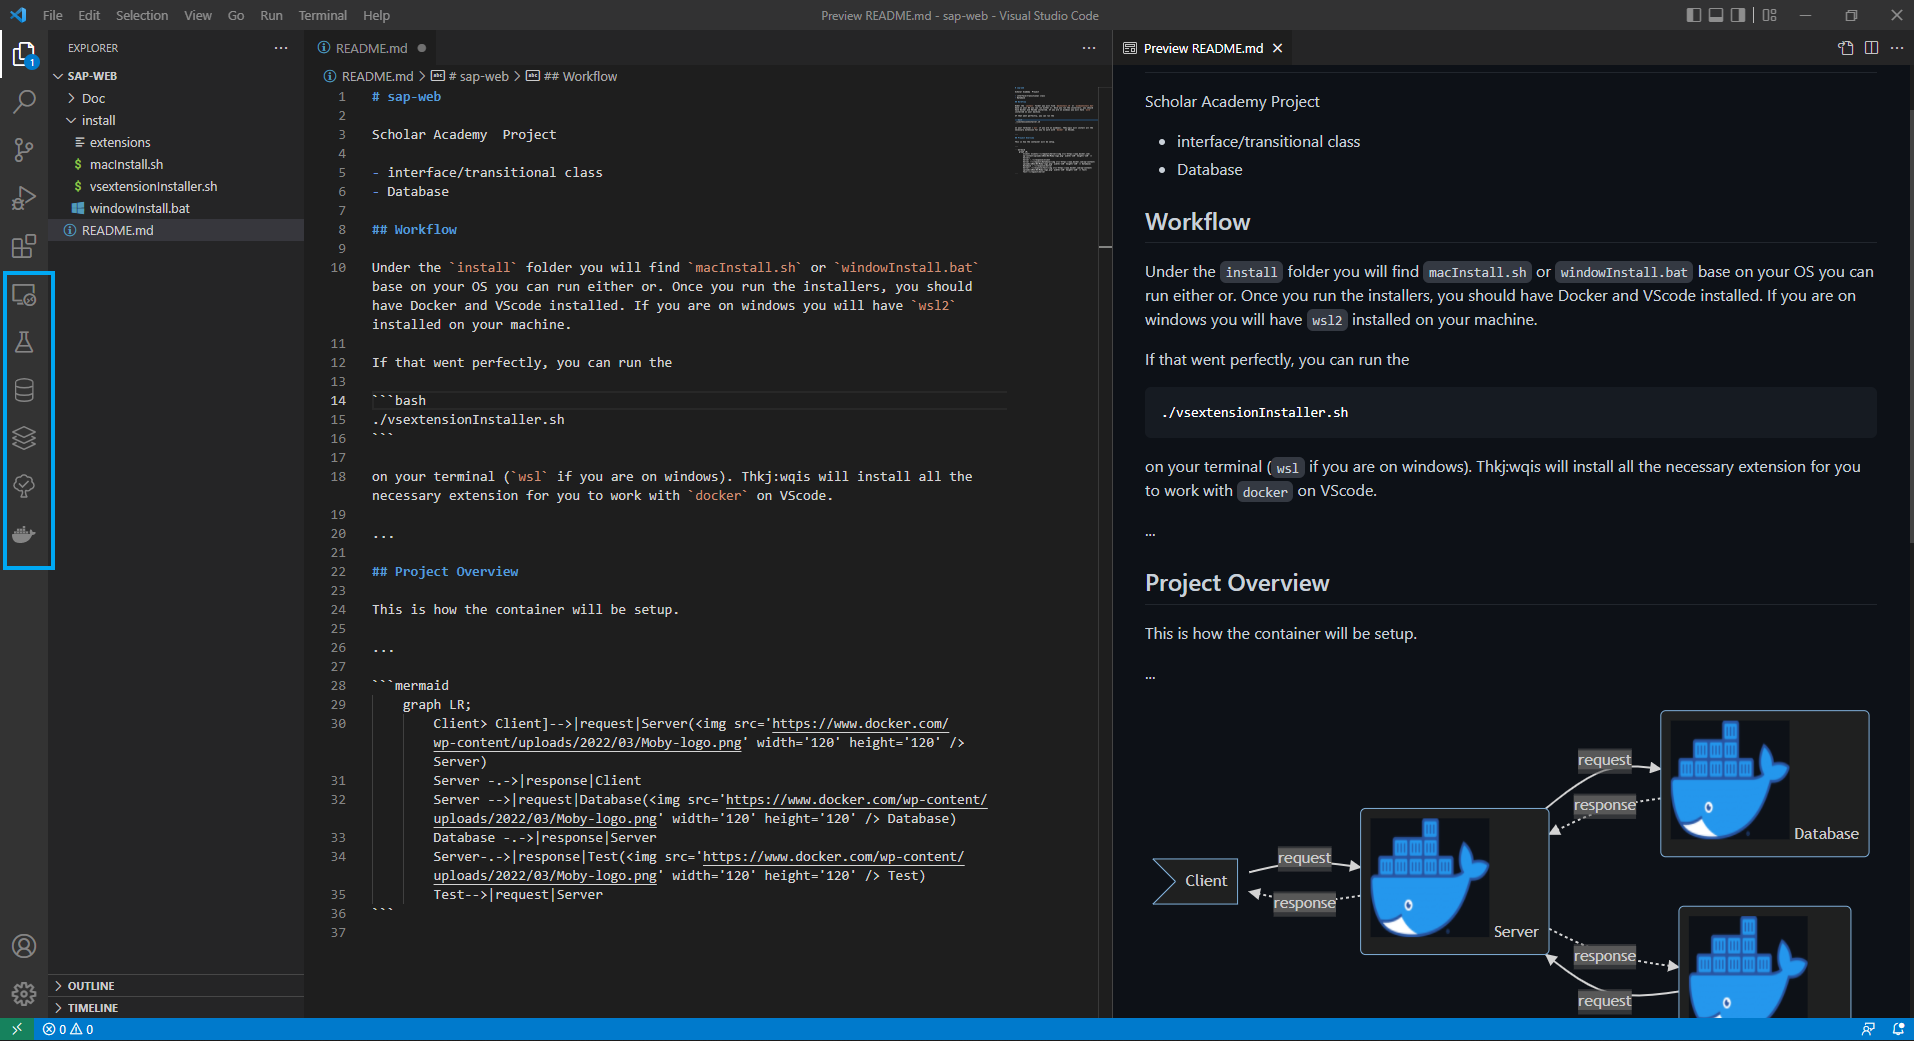 File Edit Selection View Go Run Terminal Help
Preview README.md - sap-web - Visual Studio Code
1
EXPLORER
SAP-WEB
Doc
install
extensions
$ macInstall.sh
$ vsextensionInstaller.sh
windowInstall.bat
README.md
OUTLINE
TIMELINE
README.md
README.md > # sap-web > ## Workflow
1 # sap-web
2
3 Scholar Academy  Project
4
5 - interface/transitional class
6 - Database
7
8 ## Workflow
9
10 Under the `install` folder you will find `macInstall.sh` or `windowInstall.bat`
base on your OS you can run either or. Once you run the installers, you should
have Docker and VScode installed. If you are on windows you will have `wsl2`
installed on your machine.
11
12 If that went perfectly, you can run the
13
14 ```bash
15 ./vsextensionInstaller.sh
16 ```
17
18 on your terminal (`wsl` if you are on windows). Thkj:wqis will install all the
necessary extension for you to work with `docker` on VScode.
19
20 ...
21
22 ## Project Overview
23
24 This is how the container will be setup.
25
26 ...
27
28 ```mermaid
29 graph LR;
30 Client> Client]-->|request|Server(<img src='https://www.docker.com/
wp-content/uploads/2022/03/Moby-logo.png' width='120' height='120' />
Server)
31 Server -.->|response|Client
32 Server -->|request|Database(<img src='https://www.docker.com/wp-content/
uploads/2022/03/Moby-logo.png' width='120' height='120' /> Database)
33 Database -.->|response|Server
34 Server-.->|response|Test(<img src='https://www.docker.com/wp-content/
uploads/2022/03/Moby-logo.png' width='120' height='120' /> Test)
35 Test-->|request|Server
36 ```
37
Preview README.md
Scholar Academy Project
• interface/transitional class
• Database
Workflow
Under the install folder you will find macInstall.sh or windowInstall.bat base on your OS you can
run either or. Once you run the installers, you should have Docker and VScode installed. If you are on
windows you will have wsl2 installed on your machine.
If that went perfectly, you can run the
./vsextensionInstaller.sh
on your terminal (wsl if you are on windows). Thkj:wqis will install all the necessary extension for you
to work with docker on VScode.
...
Project Overview
This is how the container will be setup.
...
request
response
Database
request
Client
response
Server
response
request
0 0